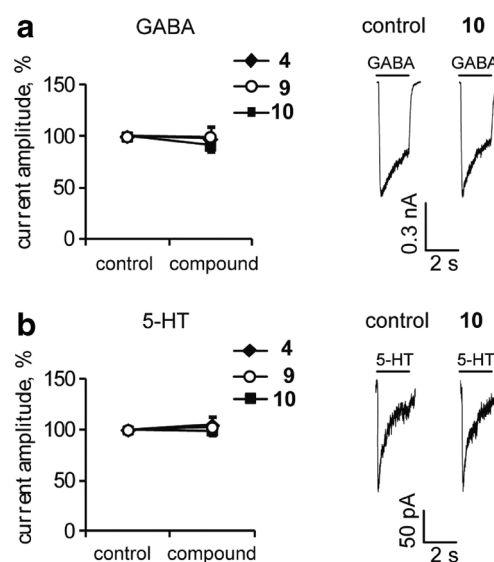 a
GABA
control 10
4
9
10
150
100
50
0
current amplitude, %
control compound
GABA GABA
0.3 nA
2 s
b
5-HT
control 10
4
9
10
150
100
50
0
current amplitude, %
control compound
5-HT 5-HT
50 pA
2 s